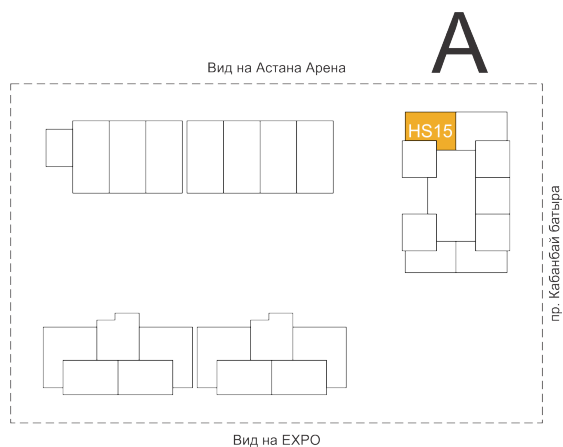 A
Вид на Астана Арена
HS15
пр. Кабанбай батыра
Вид на EXPO